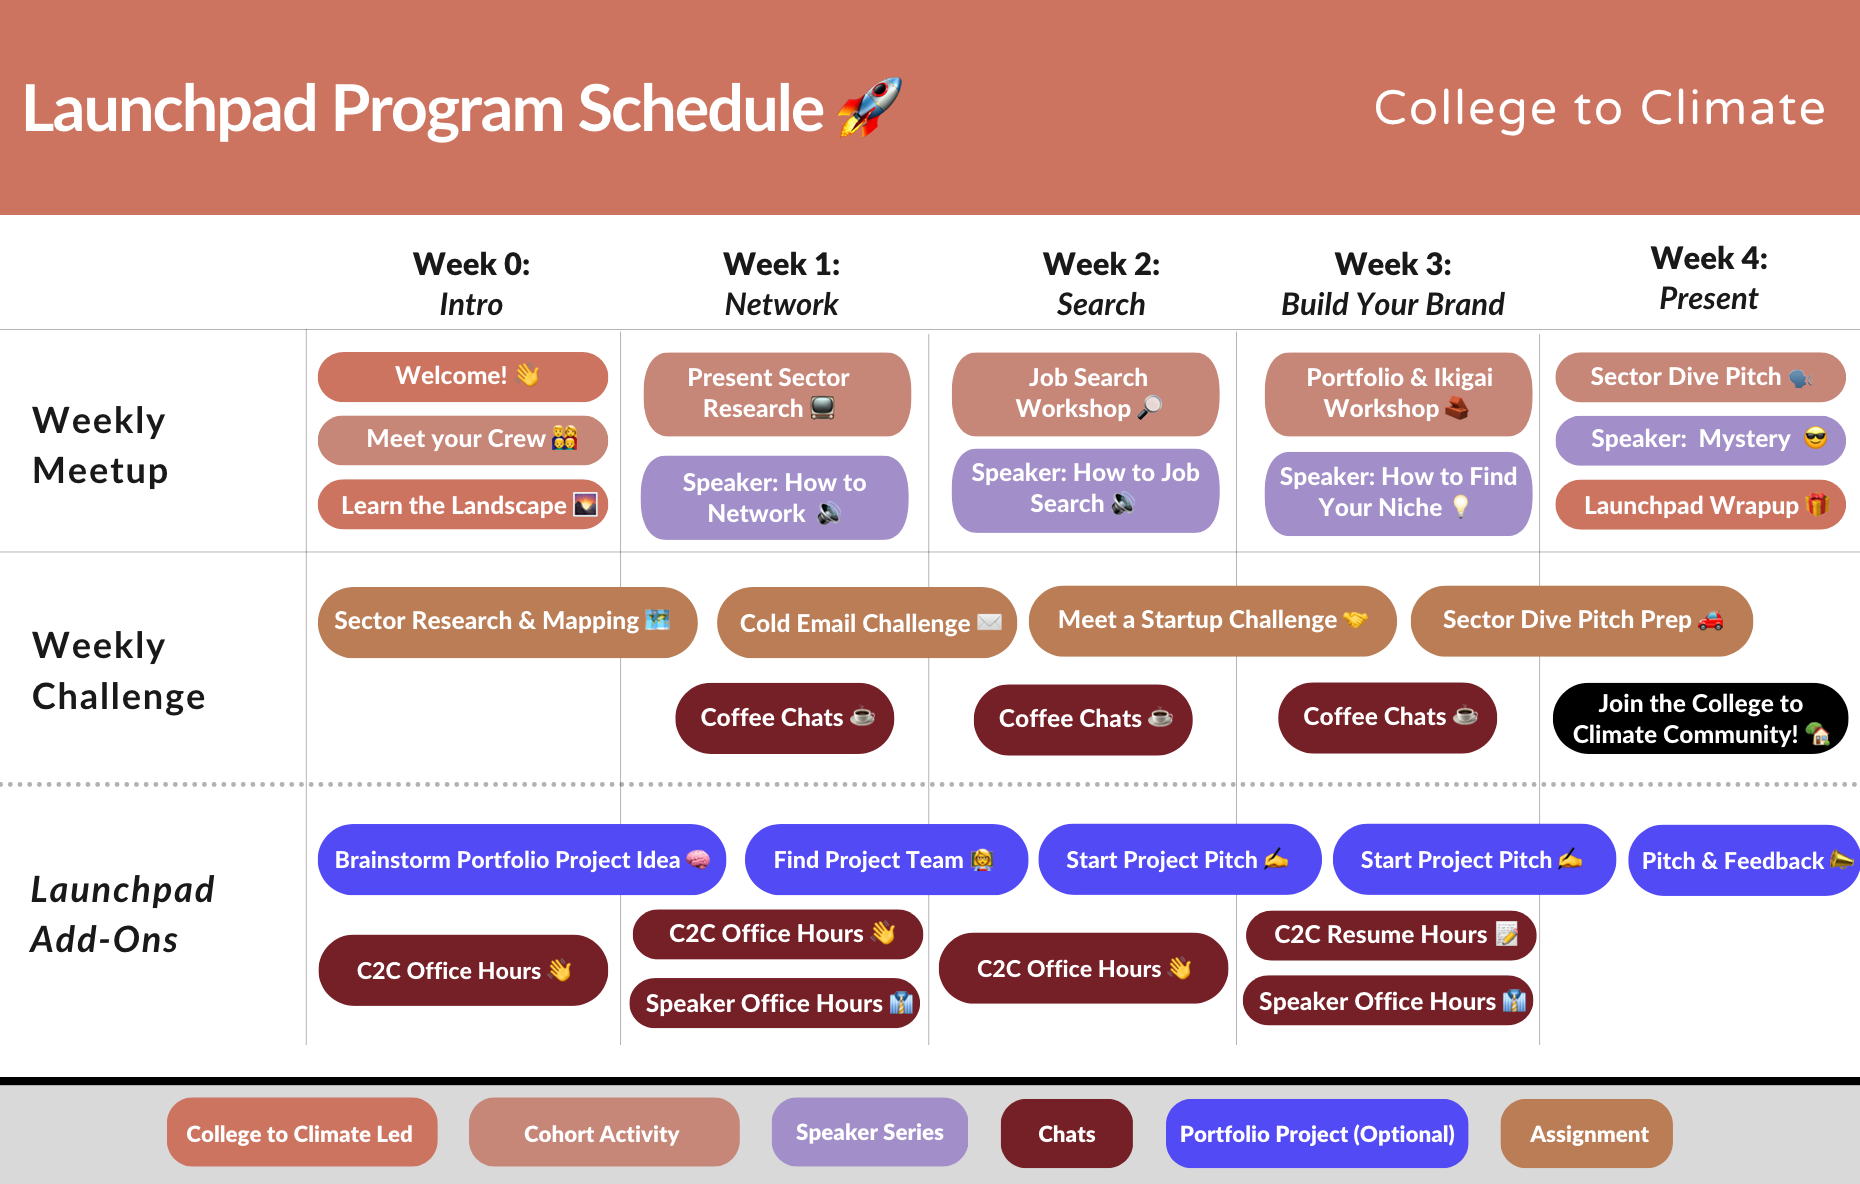 Launchpad Program Schedule 🚀
College to Climate
Week 0:
Intro
Week 1:
Network
Week 2:
Search
Week 3:
Build Your Brand
Week 4:
Present
Weekly
Meetup
Welcome! 👋
Meet your Crew 👨‍👩‍👧‍👦
Learn the Landscape 🌄
Present Sector
Research 📺
Speaker: How to
Network 🔊
Job Search
Workshop 🔎
Speaker: How to Job
Search 🔊
Portfolio & Ikigai
Workshop 🧱
Speaker: How to Find
Your Niche 💡
Sector Dive Pitch 🗣️
Speaker: Mystery 😎
Launchpad Wrapup 🎁
Weekly
Challenge
Sector Research & Mapping 🗺️
Cold Email Challenge ✉️
Meet a Startup Challenge 🤝
Sector Dive Pitch Prep 🚗
Coffee Chats ☕
Coffee Chats ☕
Coffee Chats ☕
Join the College to
Climate Community! 🏡
Launchpad
Add-Ons
Brainstorm Portfolio Project Idea 🧠
Find Project Team 👩‍🚀
Start Project Pitch ✍️
Start Project Pitch ✍️
Pitch & Feedback 📣
C2C Office Hours 👋
C2C Office Hours 👋
Speaker Office Hours 👔
C2C Office Hours 👋
C2C Resume Hours 📝
Speaker Office Hours 👔
College to Climate Led
Cohort Activity
Speaker Series
Chats
Portfolio Project (Optional)
Assignment